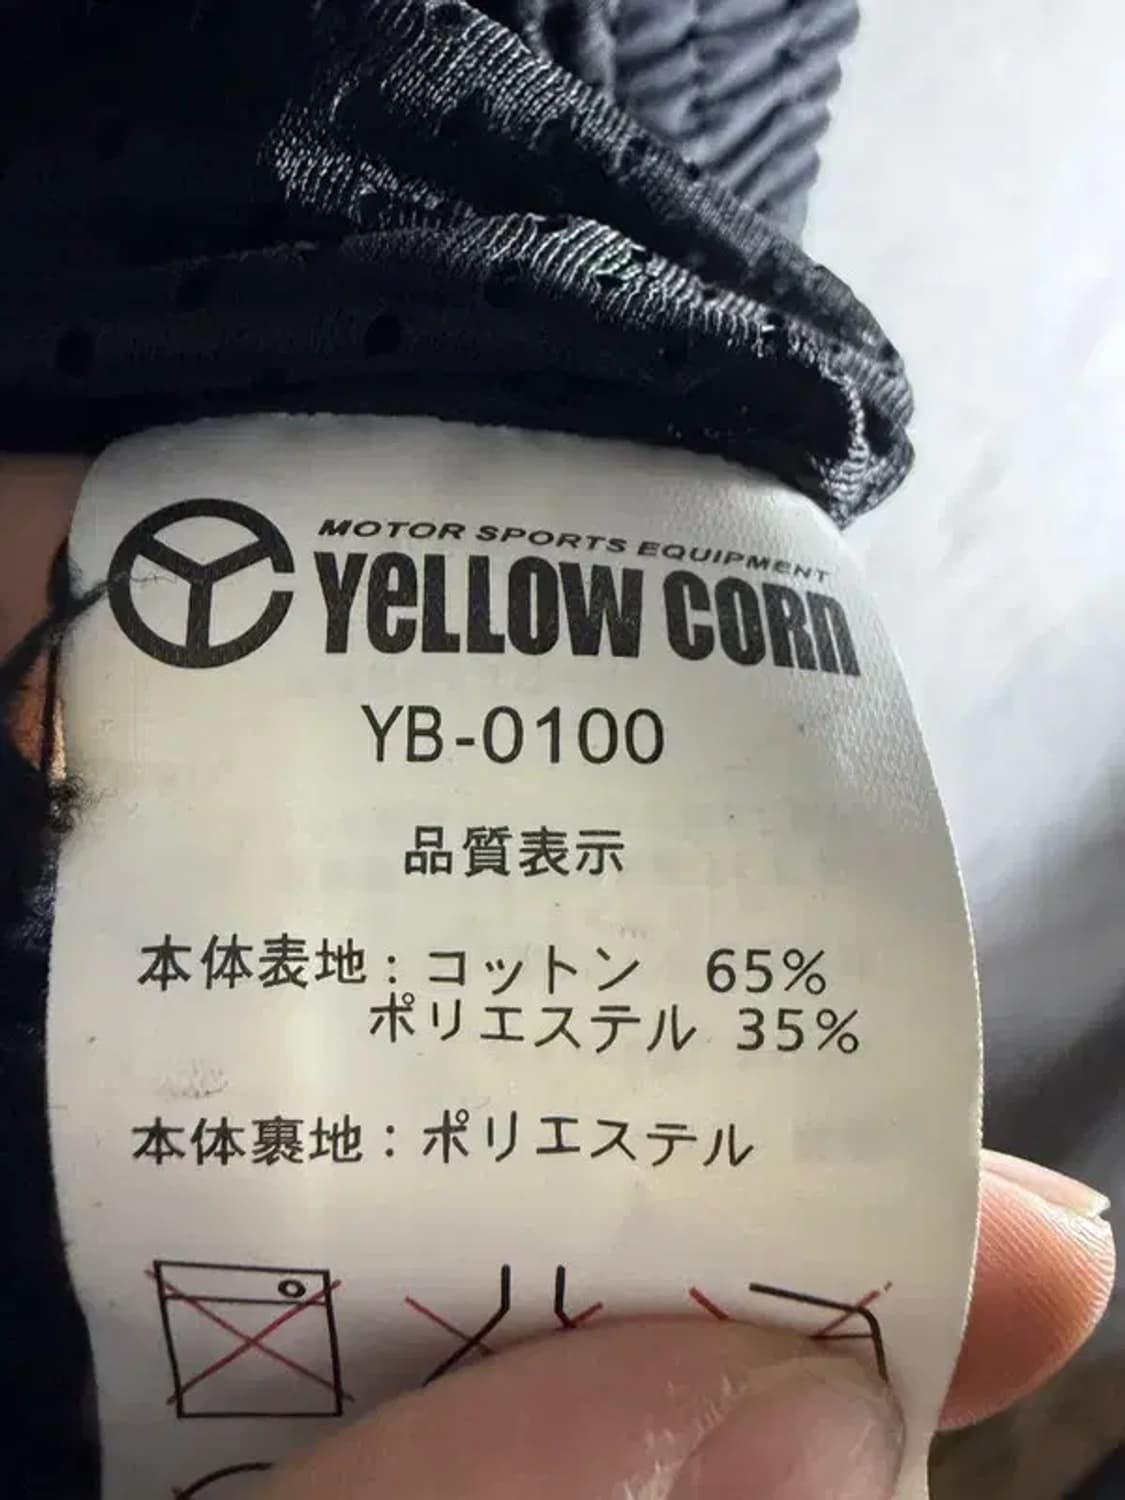 MOTOR SPORTS EQUIPMENT
YELLOW CORN
YB-0100
品質表示
本体表地：コットン 65%
ポリエステル 35%
本体裏地：ポリエステル